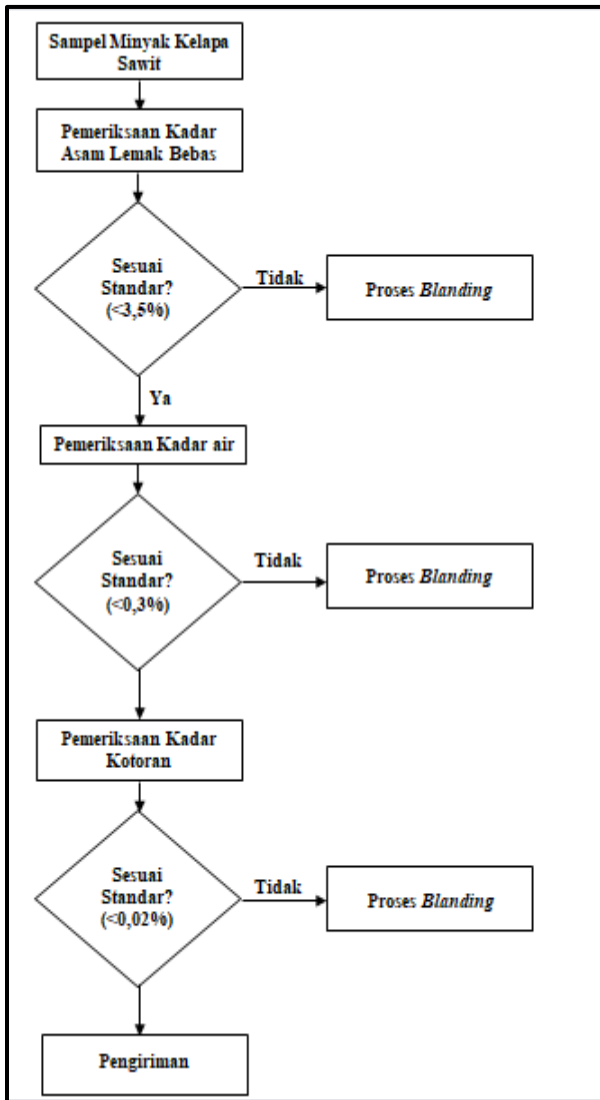 Sampel Minyak Kelapa
Sawit
Pemeriksaan Kadar
Asam Lemak Bebas
Sesuai
Standar?
(<3,5%)
Tidak
Proses Blanding
Ya
Pemeriksaan Kadar air
Sesuai
Standar?
(<0,3%)
Tidak
Proses Blanding
Pemeriksaan Kadar
Kotoran
Sesuai
Standar?
(<0,02%)
Tidak
Proses Blanding
Pengiriman